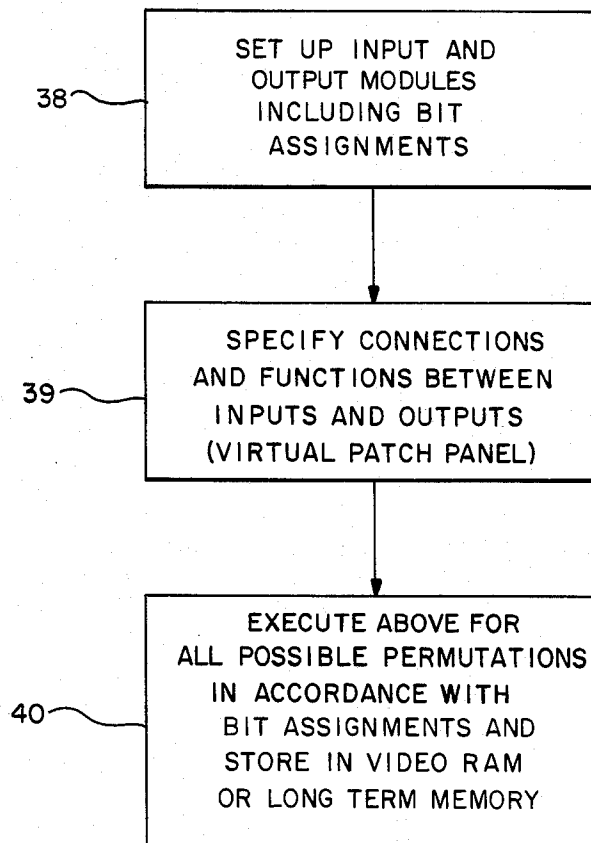 38
SET UP INPUT AND
OUTPUT MODULES
INCLUDING BIT
ASSIGNMENTS
39
SPECIFY CONNECTIONS
AND FUNCTIONS BETWEEN
INPUTS AND OUTPUTS
(VIRTUAL PATCH PANEL)
40
EXECUTE ABOVE FOR
ALL POSSIBLE PERMUTATIONS
IN ACCORDANCE WITH
BIT ASSIGNMENTS AND
STORE IN VIDEO RAM
OR LONG TERM MEMORY